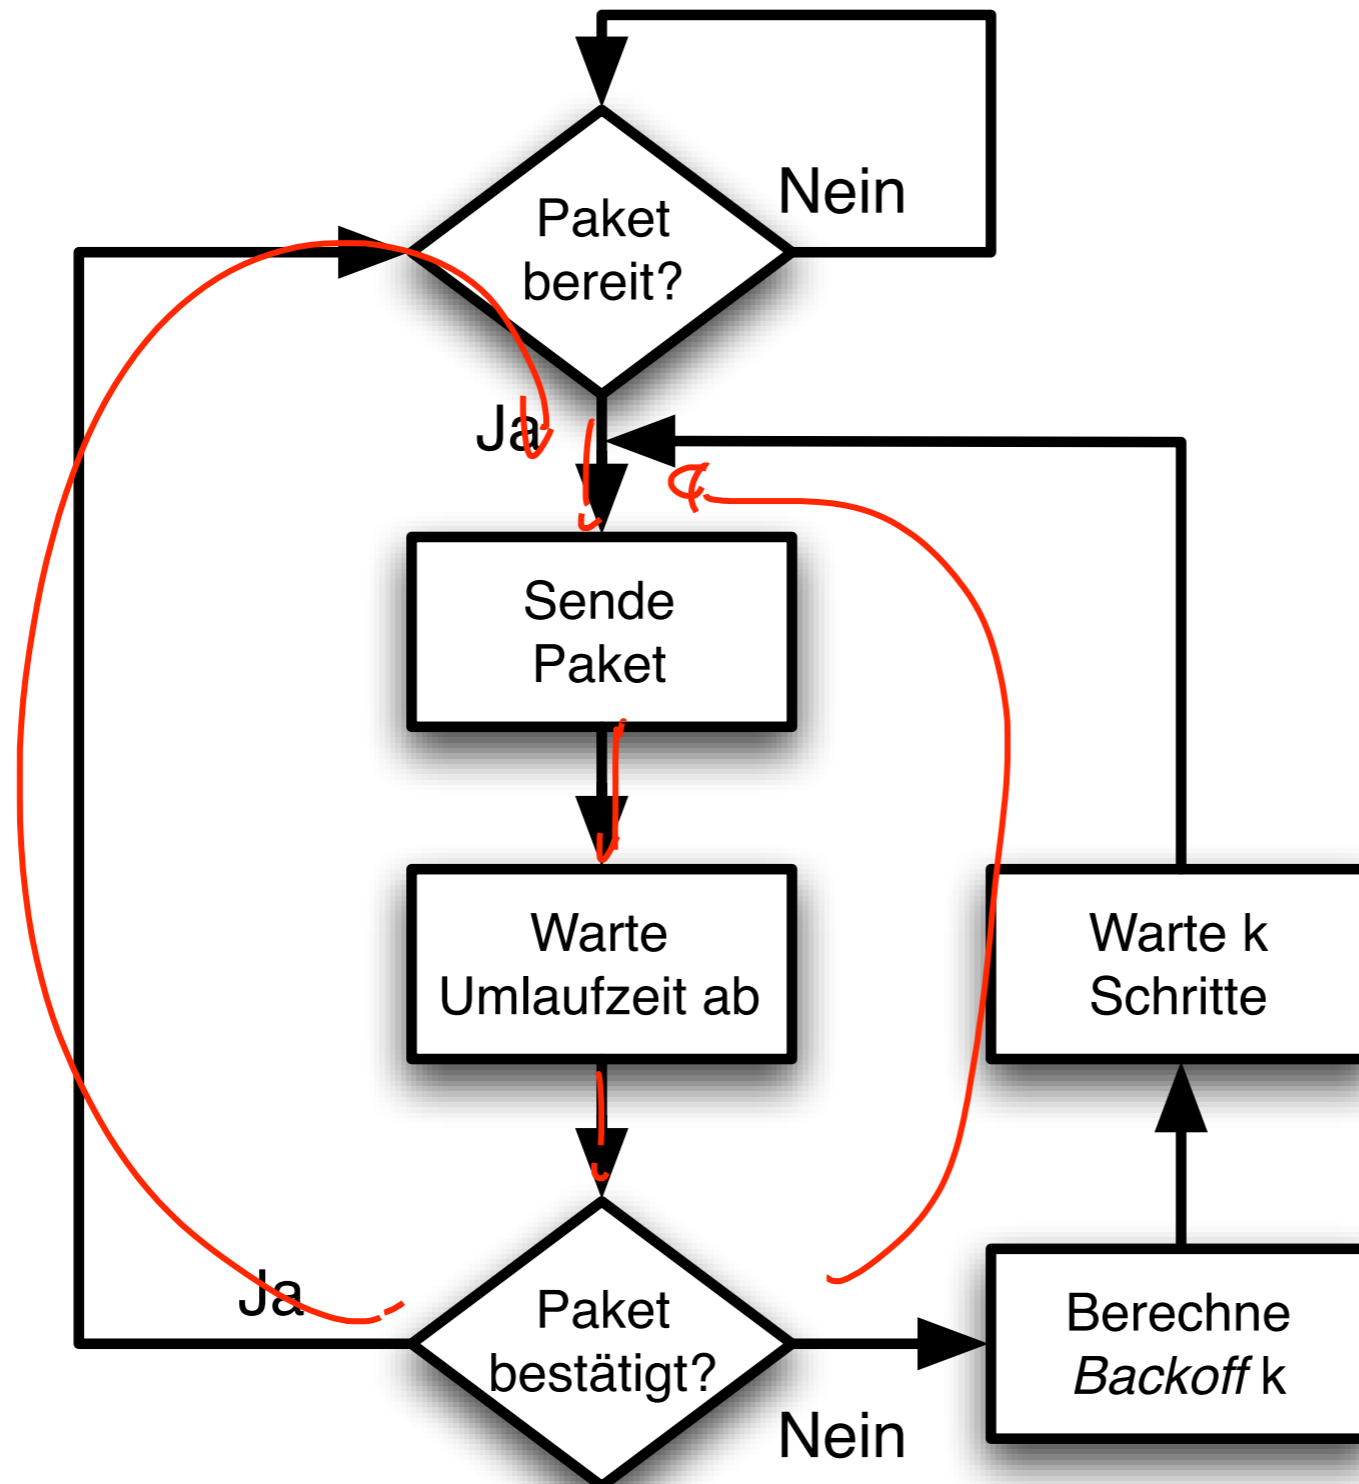 Paket
bereit?
Nein
Ja
Sende
Paket
Warte
Umlaufzeit ab
Warte k
Schritte
Ja
Paket
bestätigt?
Nein
Berechne
Backoff k